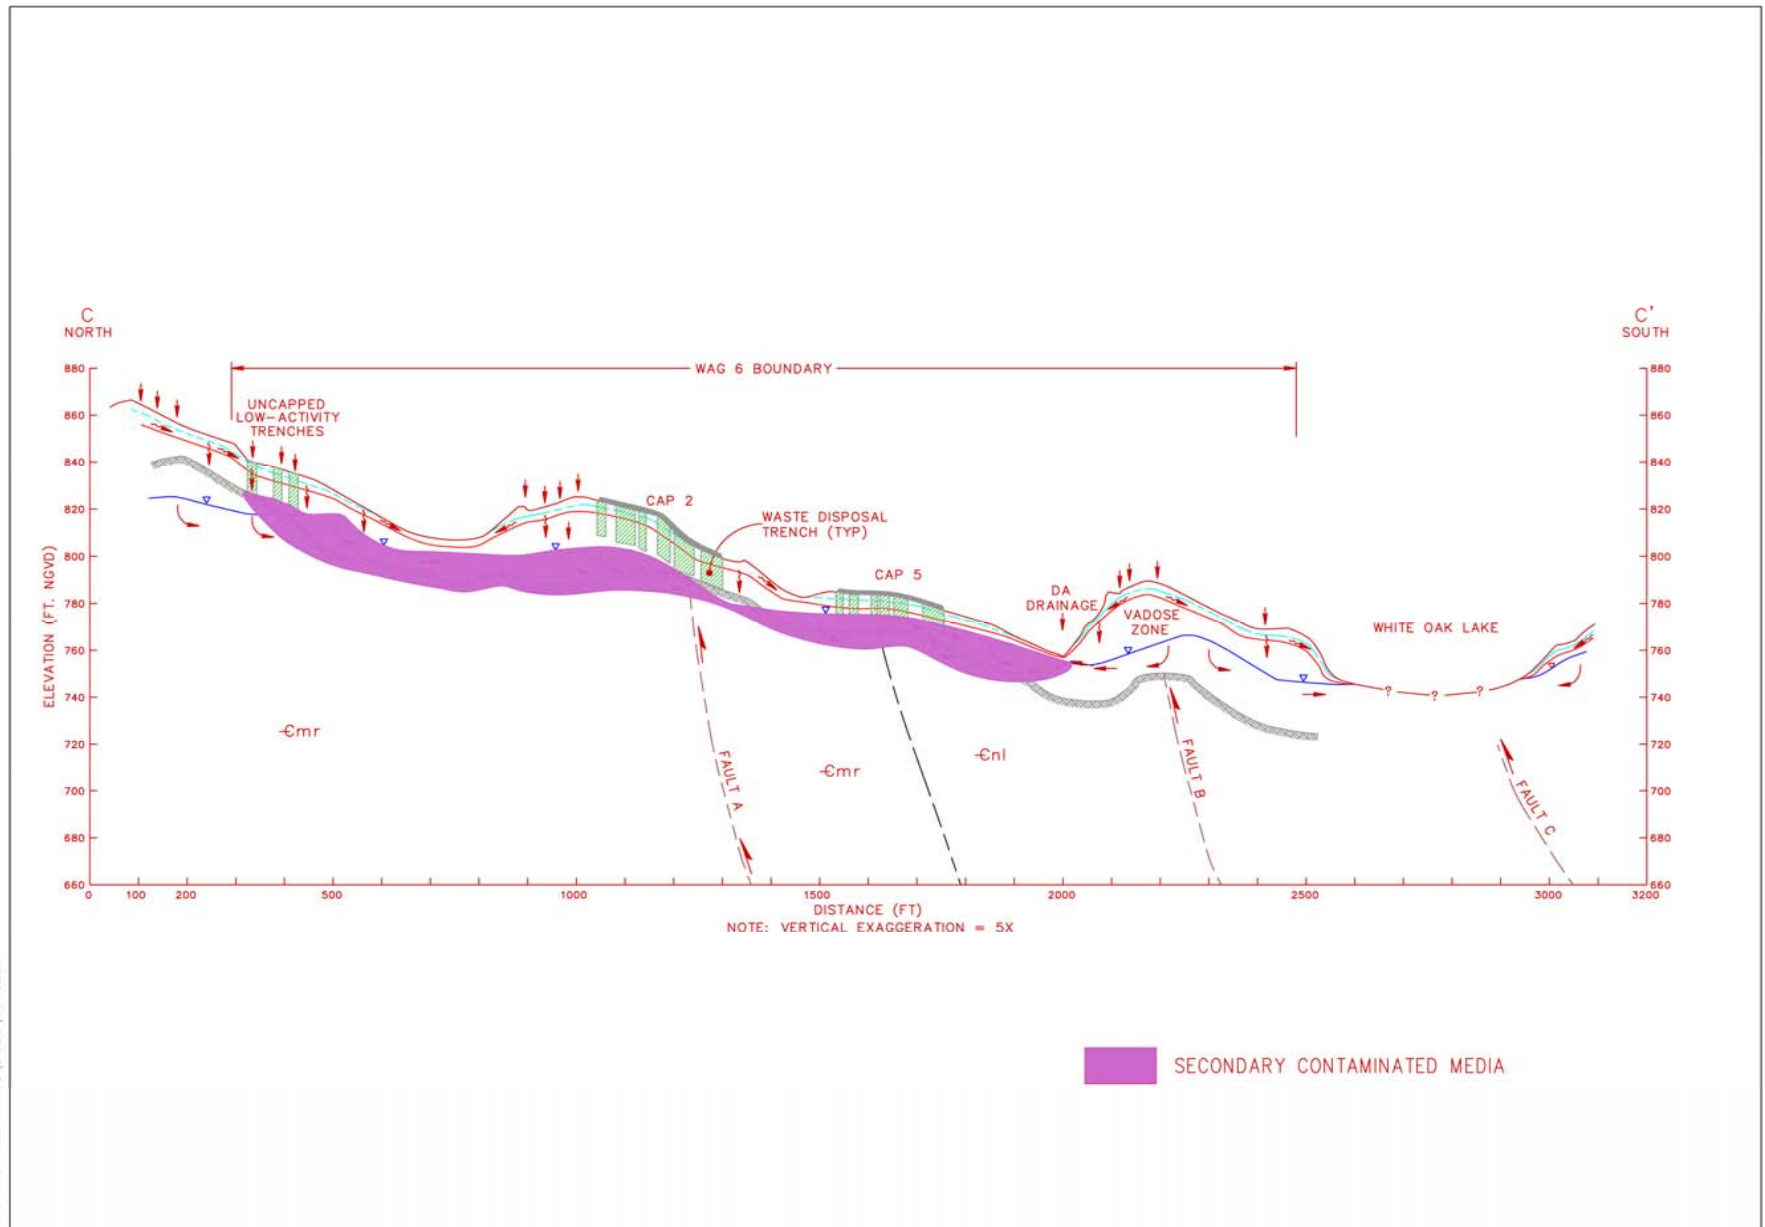 C
NORTH
C'
SOUTH
880
860
840
820
800
780
760
740
720
700
680
660
ELEVATION (FT, NGVD)
WAG 6 BOUNDARY
UNCAPPED
LOW-ACTIVITY
TRENCHES
CAP 2
WASTE DISPOSAL
TRENCH (TYP)
CAP 5
DA
DRAINAGE
VADOSE
ZONE
WHITE OAK LAKE
? ? ?
Єmr
FAULT A
Єmr
Єnl
FAULT B
FAULT C
880
860
840
820
800
780
760
740
720
700
680
660
0 100 200 500 1000 1500 2000 2500 3000 3200
DISTANCE (FT)
NOTE: VERTICAL EXAGGERATION = 5X
SECONDARY CONTAMINATED MEDIA